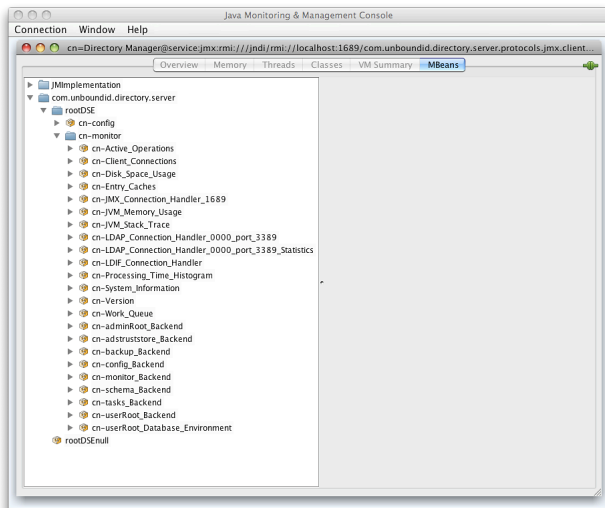 Java Monitoring & Management Console
Connection Window Help
cn=Directory Manager@service:jmx:rmi:///jndi/rmi://localhost:1689/com.unboundid.directory.server.protocols.jmx.client...
Overview Memory Threads Classes VM Summary MBeans
JMImplementation
com.unboundid.directory.server
rootDSE
cn-config
cn-monitor
cn-Active_Operations
cn-Client_Connections
cn-Disk_Space_Usage
cn-Entry_Caches
cn-JMX_Connection_Handler_1689
cn-JVM_Memory_Usage
cn-JVM_Stack_Trace
cn-LDAP_Connection_Handler_0000_port_3389
cn-LDAP_Connection_Handler_0000_port_3389_Statistics
cn-LDIF_Connection_Handler
cn-Processing_Time_Histogram
cn-System_Information
cn-Version
cn-Work_Queue
cn-adminRoot_Backend
cn-adstruststore_Backend
cn-backup_Backend
cn-config_Backend
cn-monitor_Backend
cn-schema_Backend
cn-tasks_Backend
cn-userRoot_Backend
cn-userRoot_Database_Environment
rootDSEnull